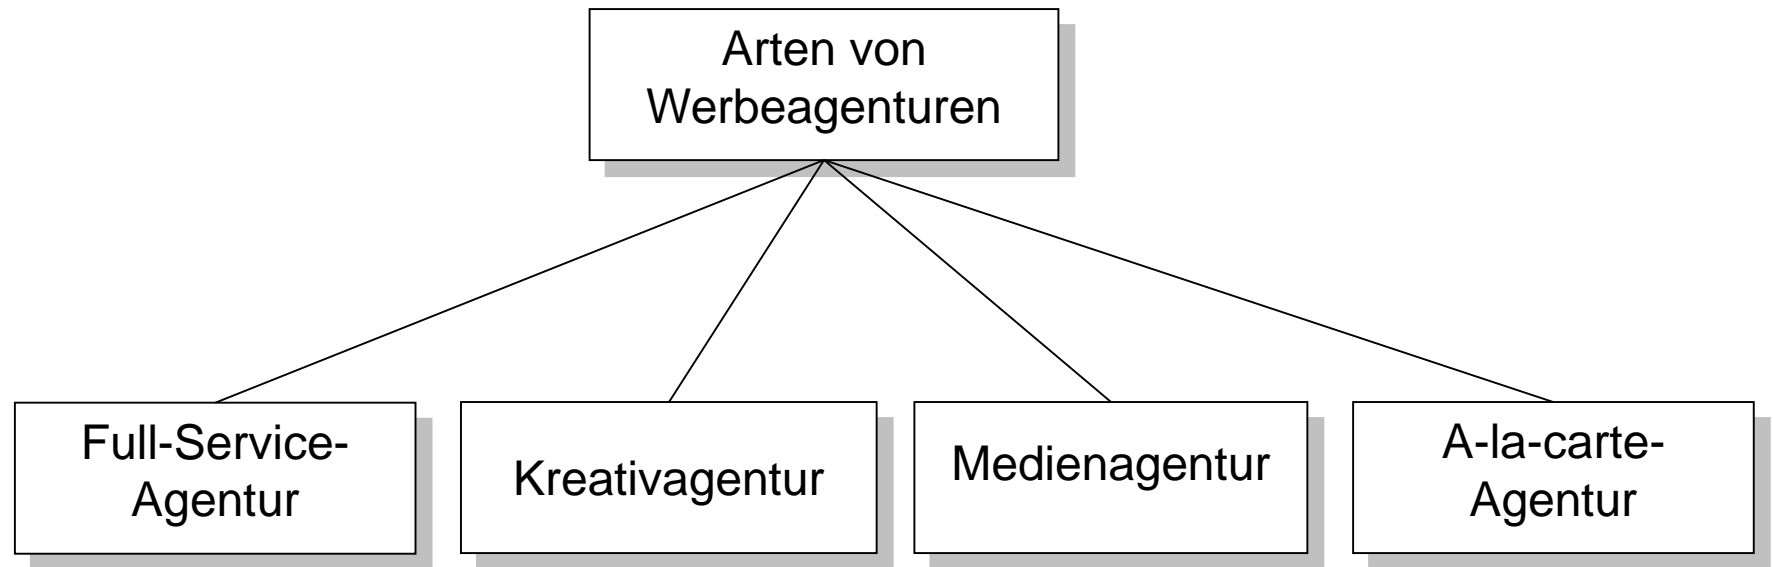 Arten von
Werbeagenturen
Full-Service-
Agentur
Kreativagentur
Medienagentur
A-la-carte-
Agentur